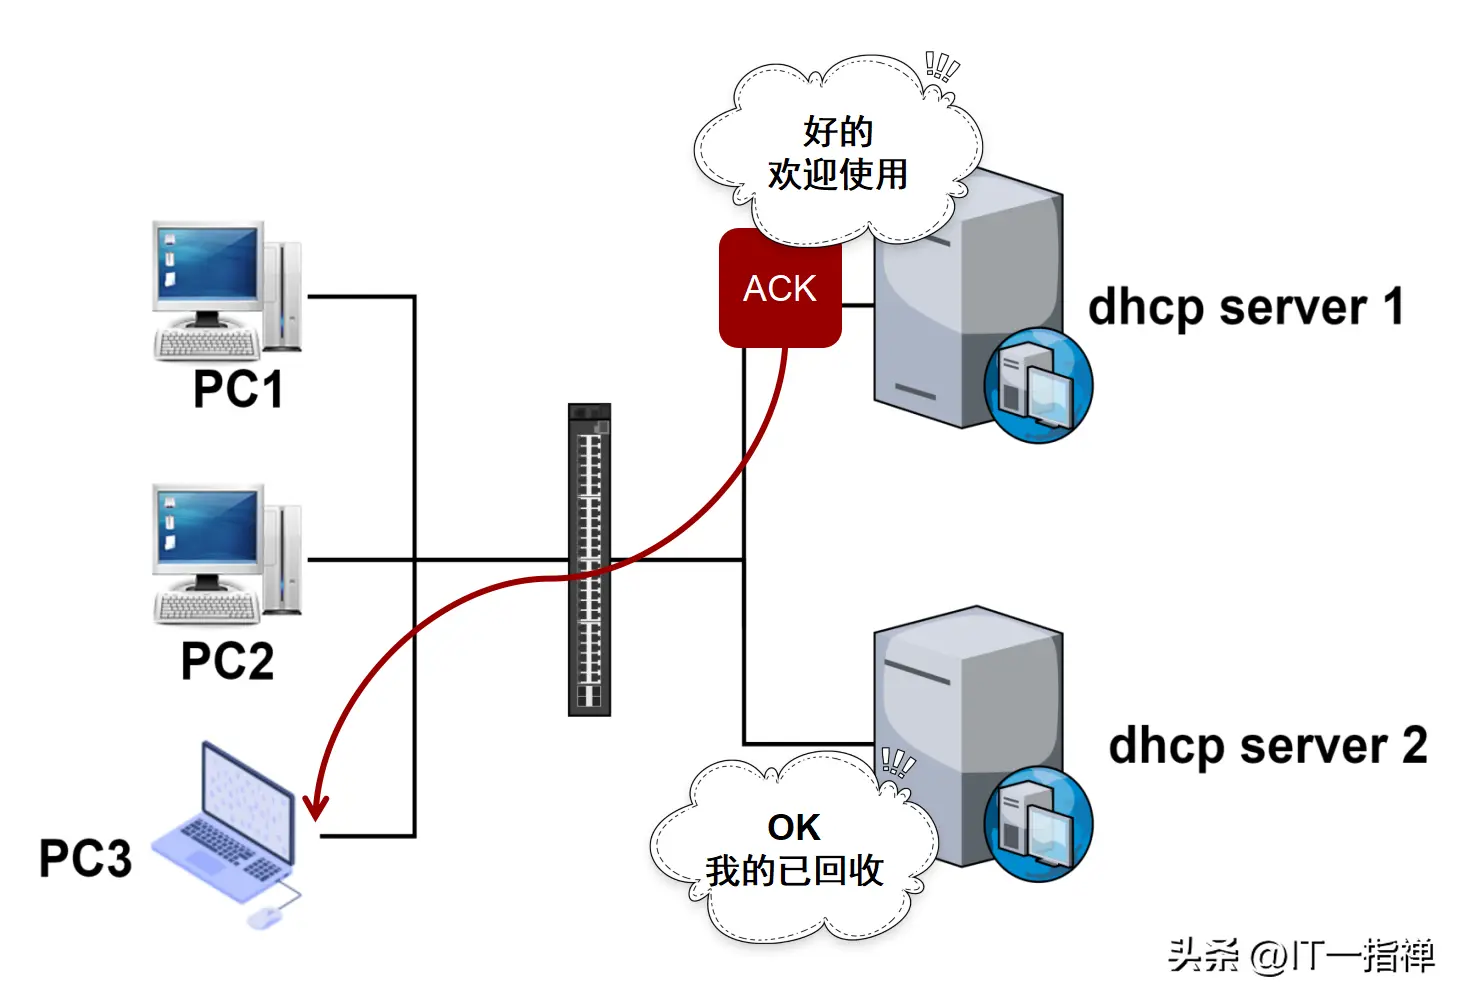 好的
欢迎使用
ACK
dhcp server 1
PC1
PC2
dhcp server 2
OK
我的已回收
PC3
头条 @IT一指禅